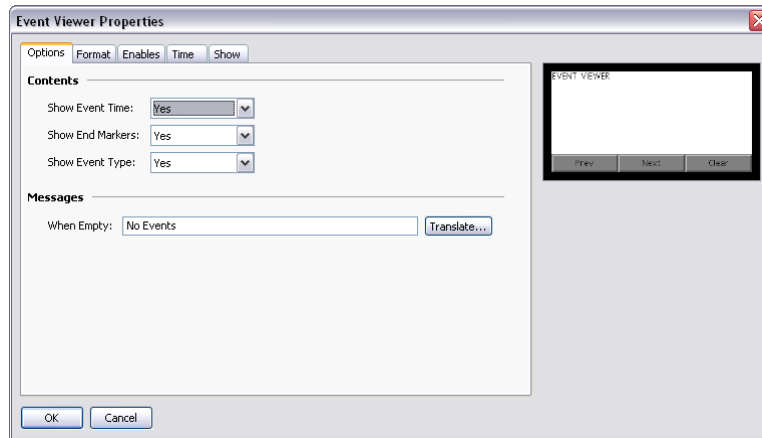 Event Viewer Properties
Options Format Enables Time Show
Contents
Show Event Time: Yes
Show End Markers: Yes
Show Event Type: Yes
Messages
When Empty: No Events Translate...
EVENT VIEWER
Prev Next Clear
OK Cancel